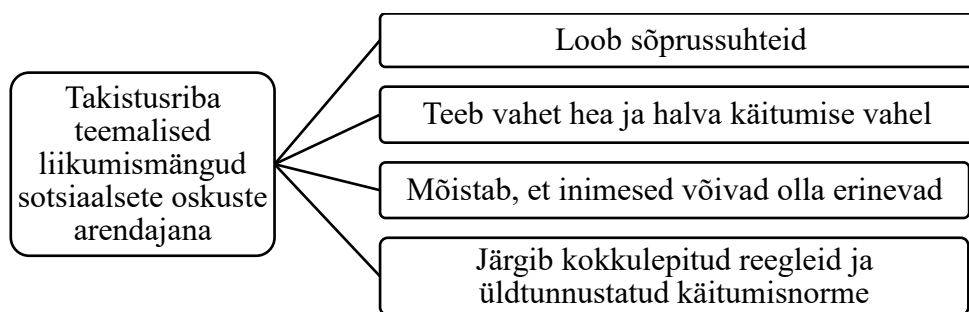 Takistusriba
teemalised
liikumismängud
sotsiaalsete oskuste
arendajana
Loob sõprussuhteid
Teeb vahet hea ja halva käitumise vahel
Mõistab, et inimesed võivad olla erinevad
Järgib kokkulepitud reegleid ja
üldtunnustatud käitumisnorme